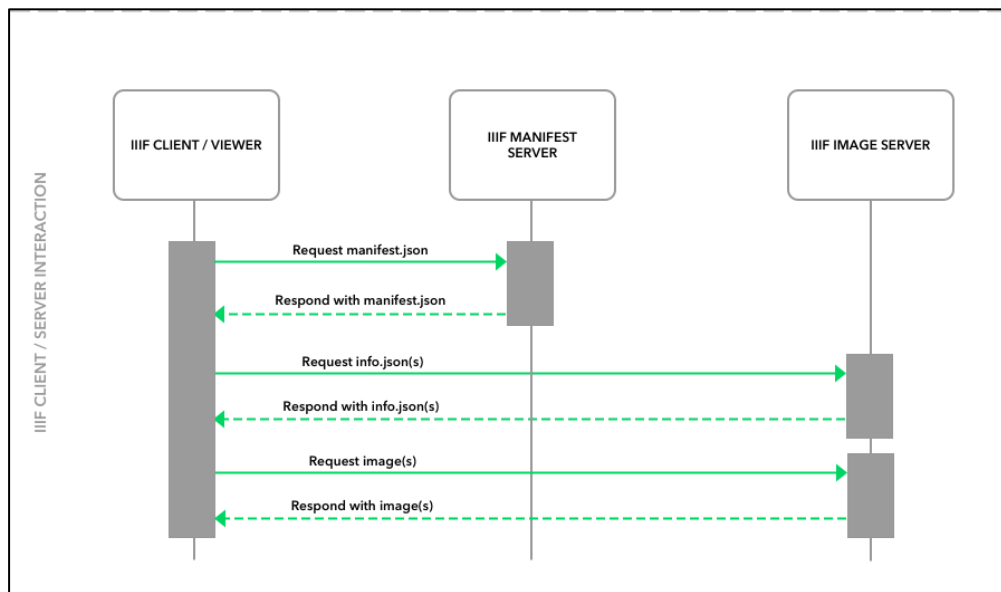 IIIF CLIENT / SERVER INTERACTION
IIIF CLIENT / VIEWER
IIIF MANIFEST
SERVER
IIIF IMAGE SERVER
Request manifest.json
Respond with manifest.json
Request info.json(s)
Respond with info.json(s)
Request image(s)
Respond with image(s)